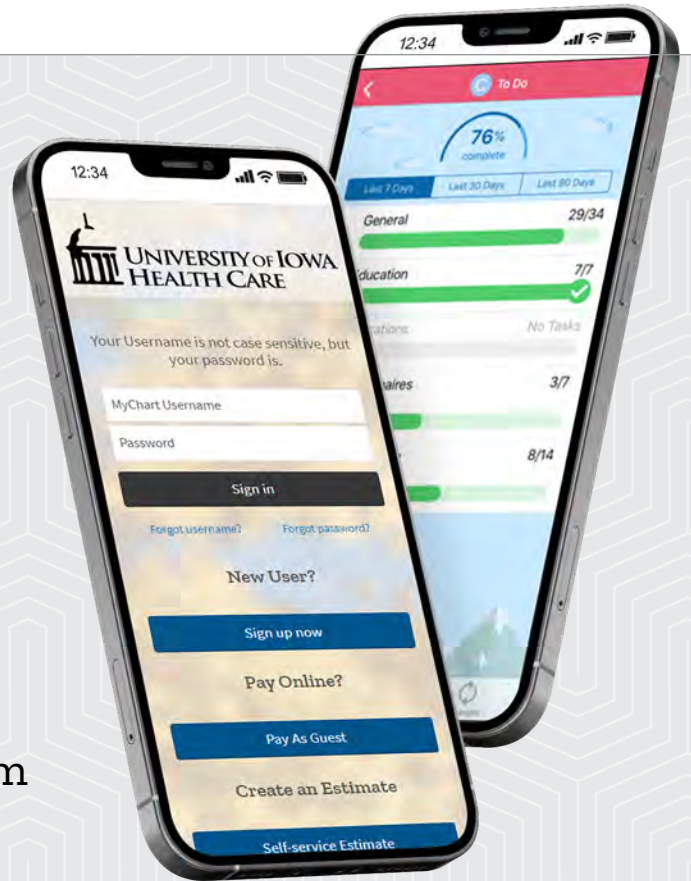 12:34
UNIVERSITY OF IOWA
HEALTH CARE
Your Username is not case sensitive, but
your password is.
MyChart Username
Password
Sign in
Forgot username? Forgot password?
New User?
Sign up now
Pay Online?
Pay As Guest
Create an Estimate
Self-service Estimate
12:34
C To Do
76%
complete
Last 7 Days Last 30 Days Last 90 Days
General 29/34
ducation 7/7
No Tasks
aires 3/7
8/14
m